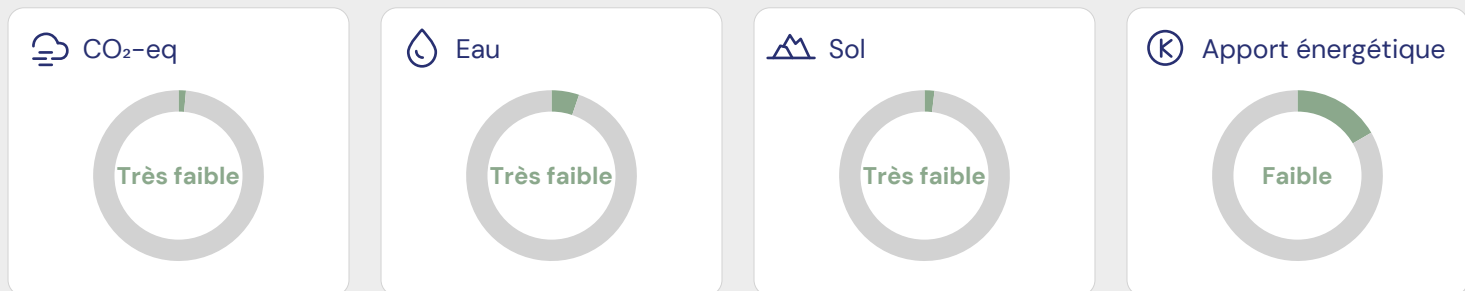 CO₂-eq
Très faible
Eau
Très faible
Sol
Très faible
Apport énergétique
Faible